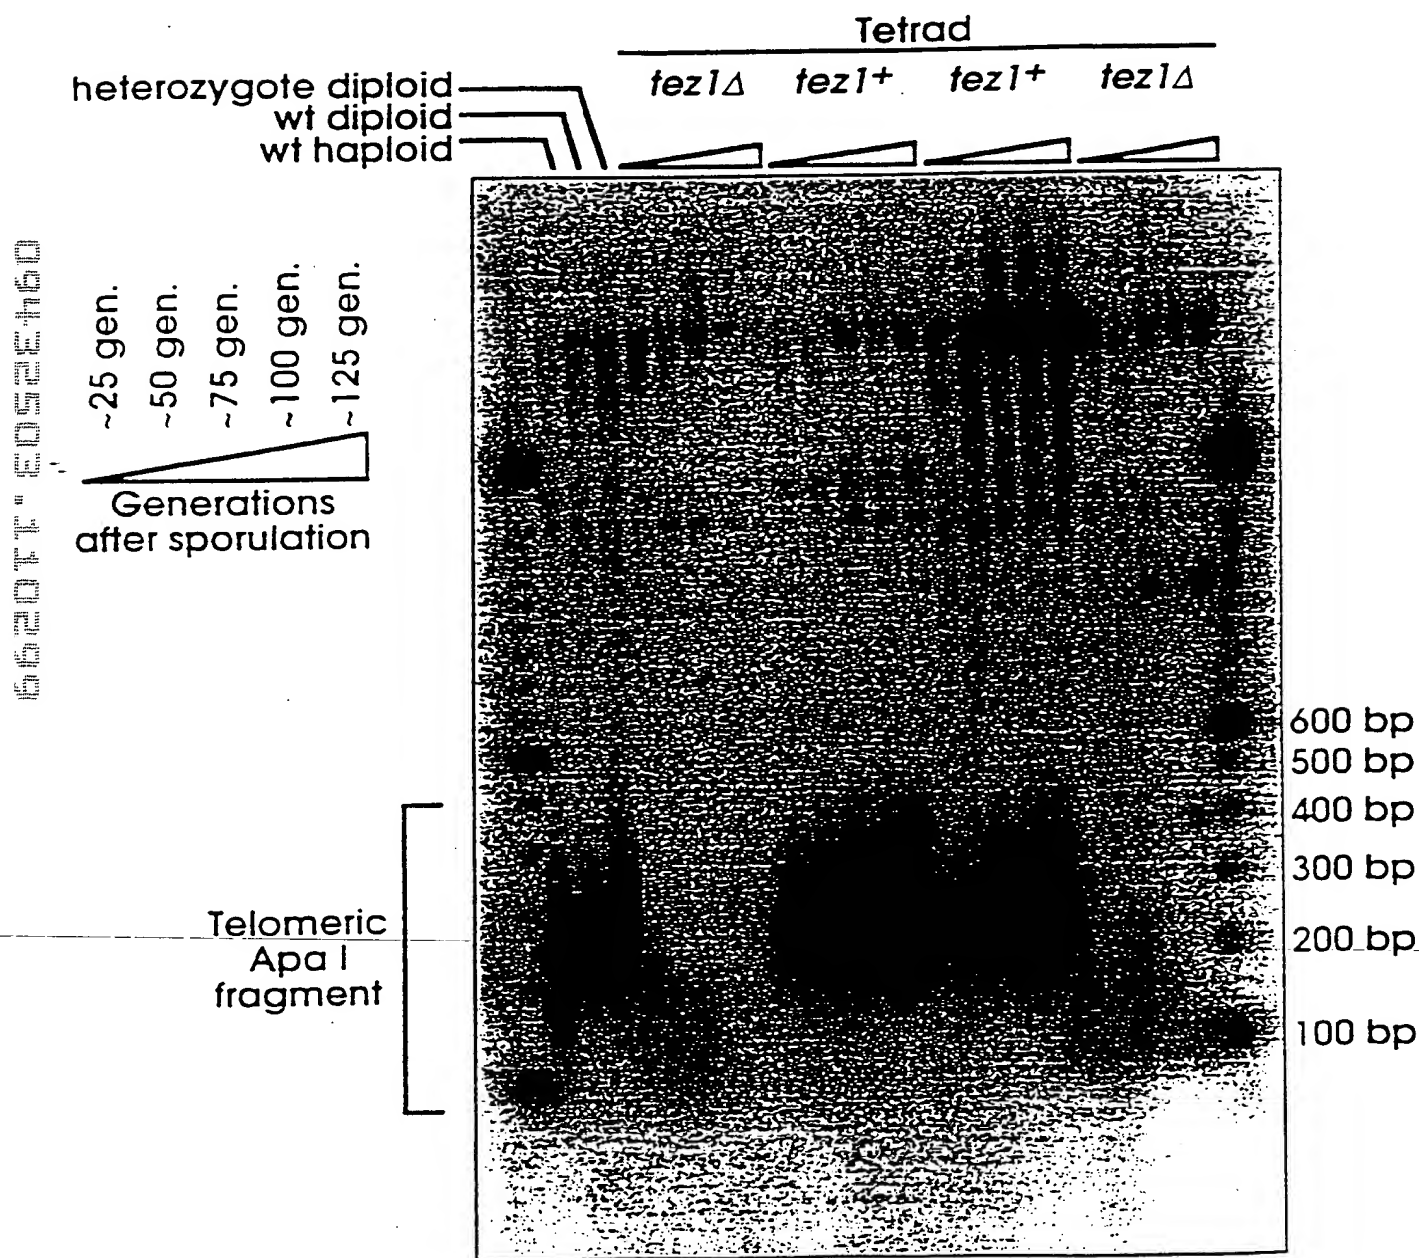 Tetrad
tez1Δ tez1+ tez1+ tez1Δ
heterozygote diploid
wt diploid
wt haploid
~25 gen.
~50 gen.
~75 gen.
~100 gen.
~125 gen.
Generations
after sporulation
600 bp
500 bp
400 bp
300 bp
200 bp
100 bp
Telomeric
Apa I
fragment